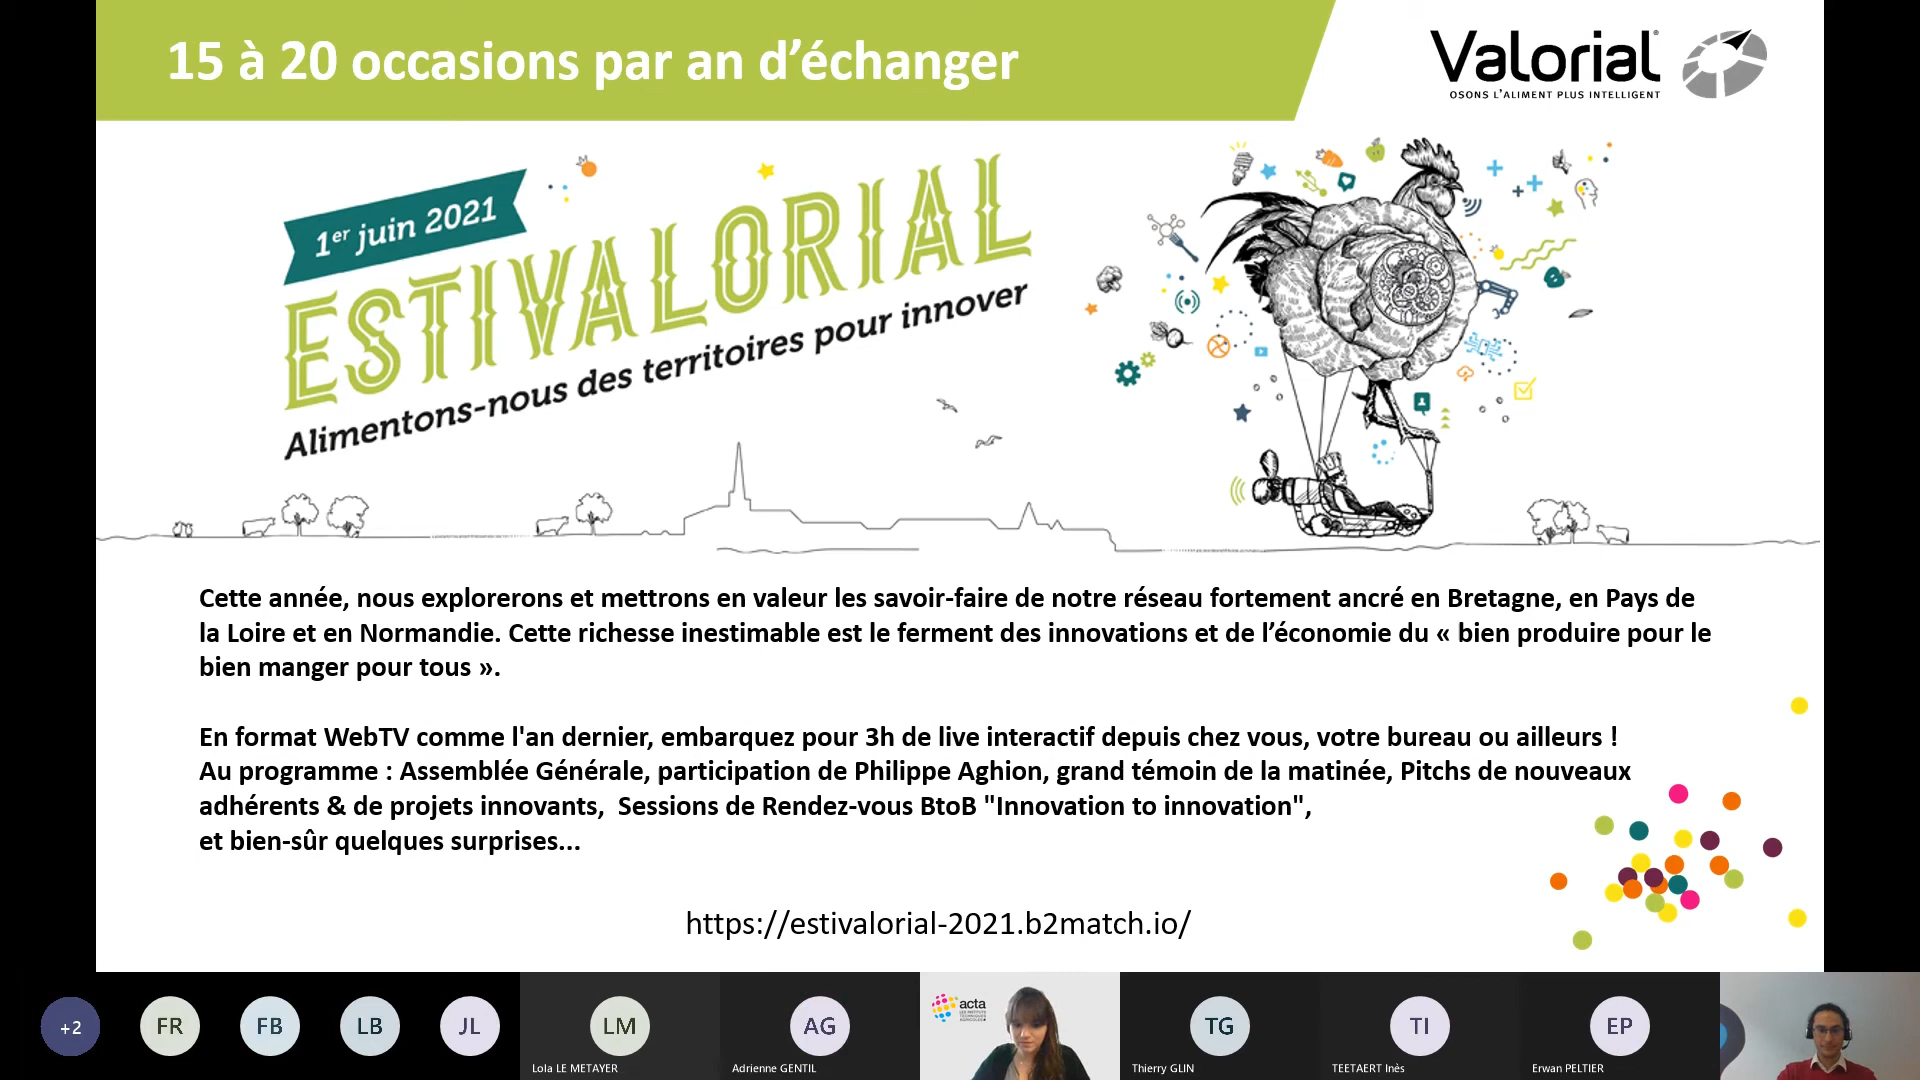 15 à 20 occasions par an d’échanger
Valorial
OSONS L’ALIMENT PLUS INTELLIGENT
1er juin 2021
ESTIVALORIAL
Alimentons-nous des territoires pour innover
Cette année, nous explorerons et mettrons en valeur les savoir-faire de notre réseau fortement ancré en Bretagne, en Pays de
la Loire et en Normandie. Cette richesse inestimable est le ferment des innovations et de l’économie du « bien produire pour le
bien manger pour tous ».
En format WebTV comme l'an dernier, embarquez pour 3h de live interactif depuis chez vous, votre bureau ou ailleurs !
Au programme : Assemblée Générale, participation de Philippe Aghion, grand témoin de la matinée, Pitchs de nouveaux
adhérents & de projets innovants,  Sessions de Rendez-vous BtoB "Innovation to innovation",
et bien-sûr quelques surprises...
https://estivalorial-2021.b2match.io/
+2
FR
FB
LB
JL
LM
Lola LE METAYER
AG
Adrienne GENTIL
acta
LES INSTITUTS
TECHNIQUES
AGRICOLES
TG
Thierry GLIN
TI
TEETAERT Inès
EP
Erwan PELTIER